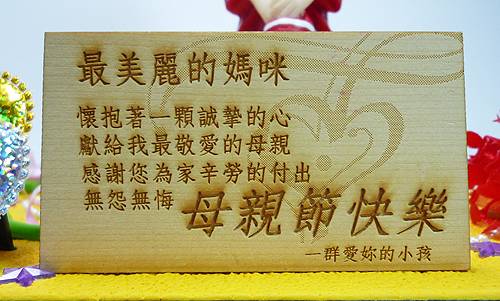 最美麗的媽咪
懷抱著一顆誠摯的心
獻給我最敬愛的母親
感謝您為家辛勞的付出
無怨無悔
母親節快樂
一群愛妳的小孩